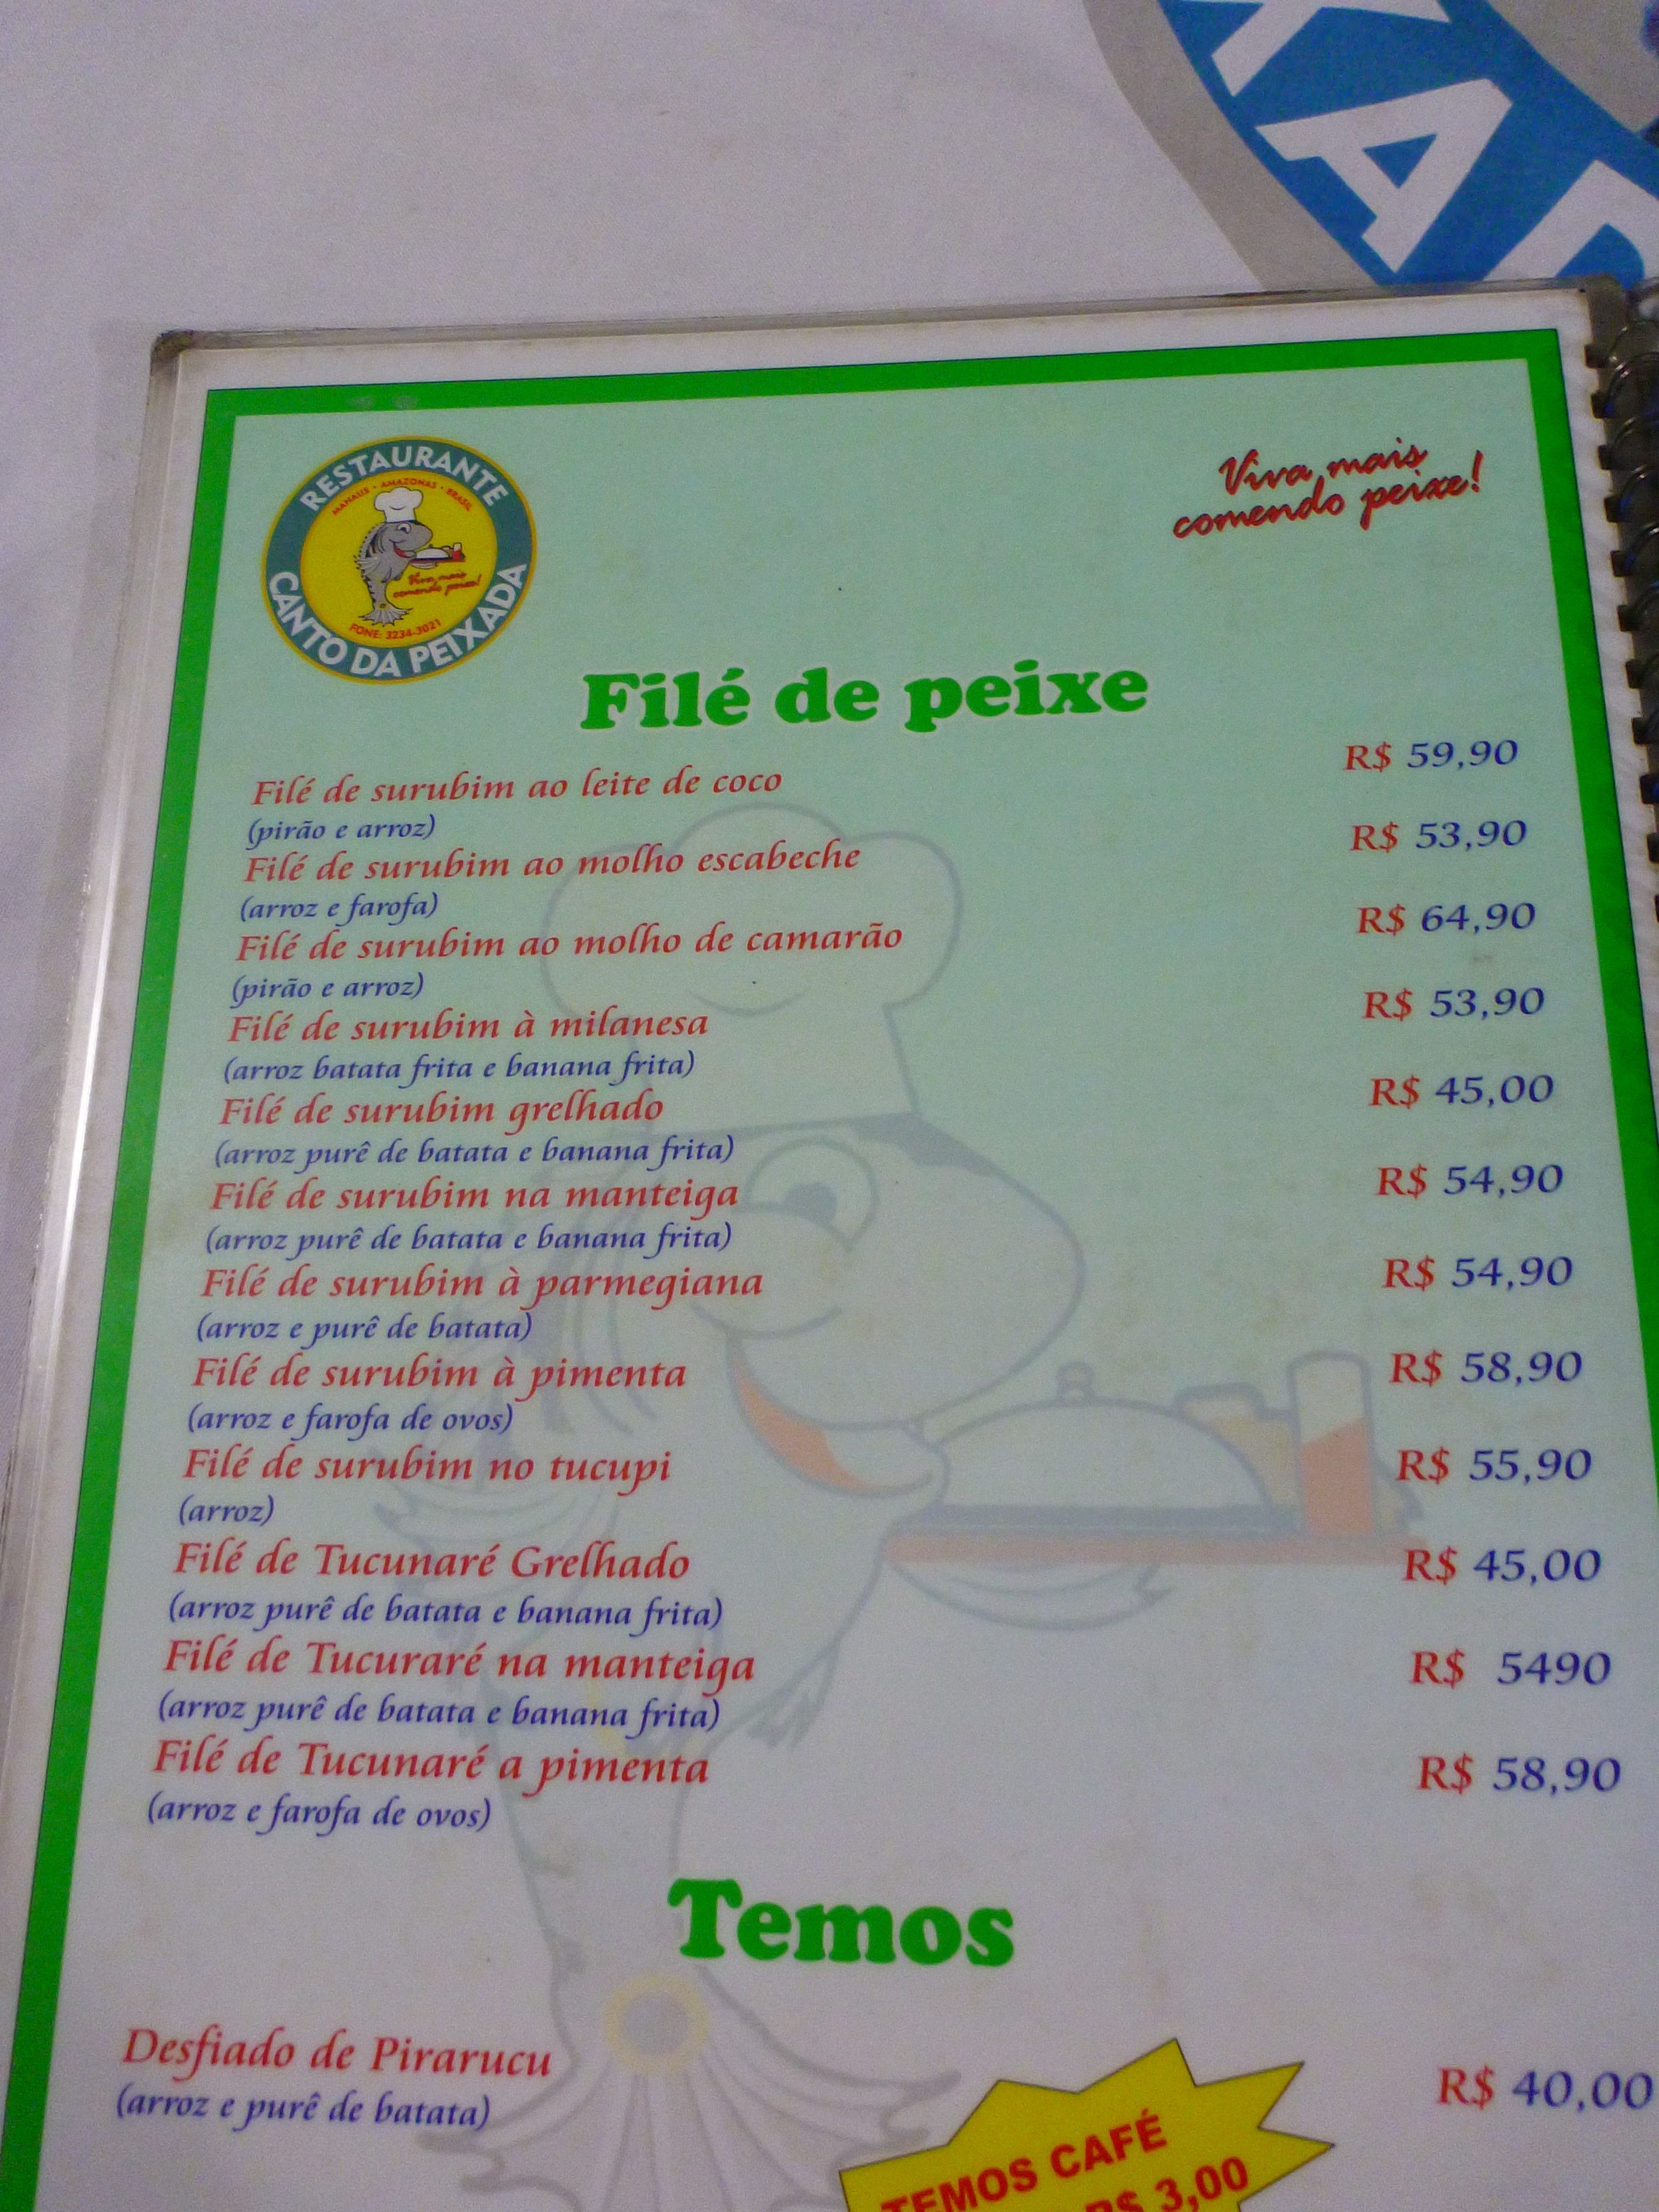 XAD
RESTAURANTE
MANAUS • AMAZONAS • BRASIL
Viva mais
comendo peixe!
FONE: 3234-3021
CANTO DA PEIXADA
Viva mais
comendo peixe!
Filé de peixe
Filé de surubim ao leite de coco R$ 59,90
(pirão e arroz)
Filé de surubim ao molho escabeche R$ 53,90
(arroz e farofa)
Filé de surubim ao molho de camarão R$ 64,90
(pirão e arroz)
Filé de surubim à milanesa R$ 53,90
(arroz batata frita e banana frita)
Filé de surubim grelhado R$ 45,00
(arroz purê de batata e banana frita)
Filé de surubim na manteiga R$ 54,90
(arroz purê de batata e banana frita)
Filé de surubim à parmegiana R$ 54,90
(arroz e purê de batata)
Filé de surubim à pimenta R$ 58,90
(arroz e farofa de ovos)
Filé de surubim no tucupi R$ 55,90
(arroz)
Filé de Tucunaré Grelhado R$ 45,00
(arroz purê de batata e banana frita)
Filé de Tucuraré na manteiga R$ 5490
(arroz purê de batata e banana frita)
Filé de Tucunaré a pimenta R$ 58,90
(arroz e farofa de ovos)
Temos
Desfiado de Pirarucu R$ 40,00
(arroz e purê de batata)
TEMOS CAFÉ
R$ 3,00